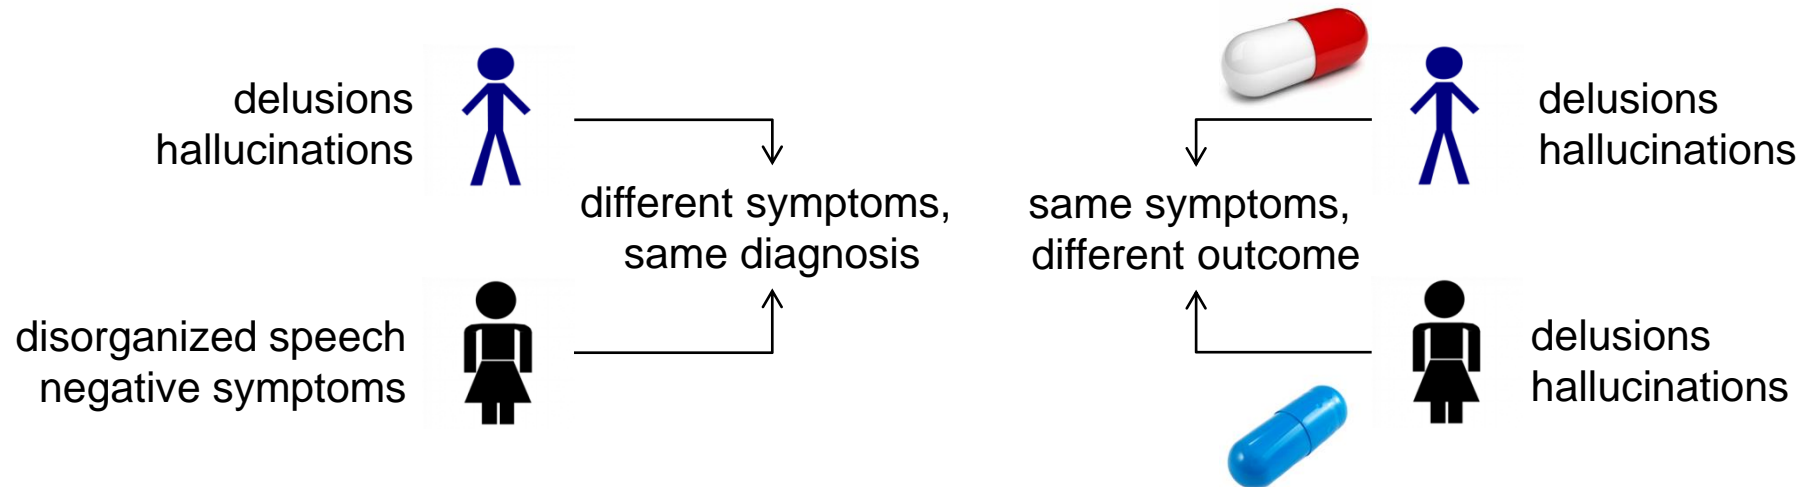 delusions
hallucinations
disorganized speech
negative symptoms
different symptoms,
same diagnosis
same symptoms,
different outcome
delusions
hallucinations
delusions
hallucinations